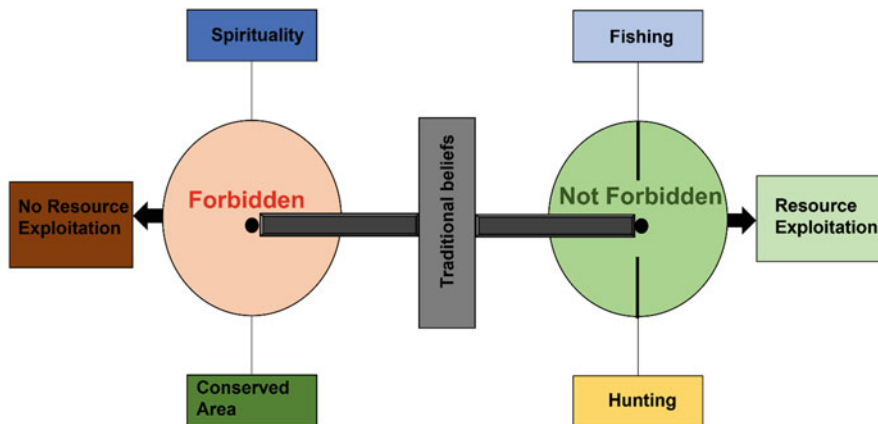 Spirituality
Fishing
No Resource
Exploitation
Forbidden
Traditional beliefs
Not Forbidden
Resource
Exploitation
Conserved
Area
Hunting